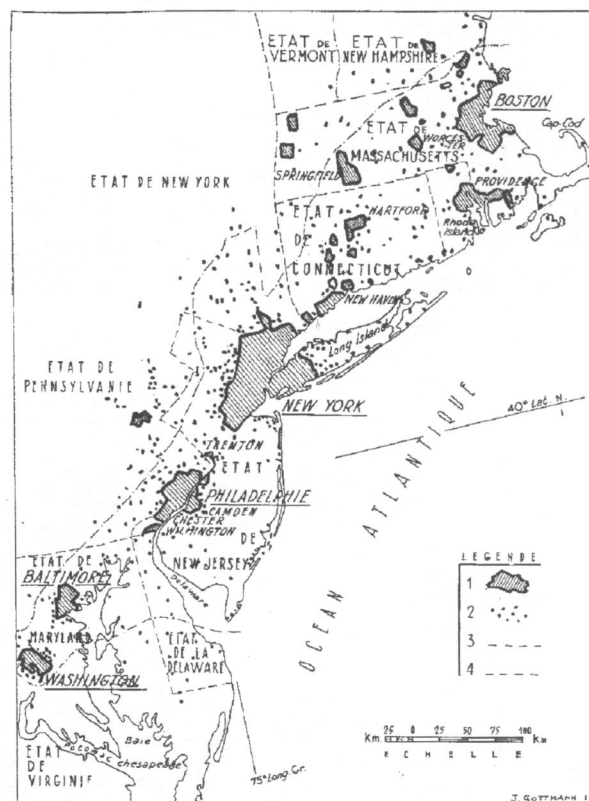 ETAT DE VERMONT
ETAT DE NEW HAMPSHIRE
BOSTON
Cap-Cod
ETAT DE MASSACHUSETTS
WORCESTER
SPRINGFIELD
PROVIDENCE
ETAT DE NEW YORK
HARTFORD
Rhode Island
ETAT DE CONNECTICUT
NEW HAVEN
Long Island
ETAT DE PENNSYLVANIE
NEW YORK
40° Lat. N.
OCEAN ATLANTIQUE
TRENTON
ETAT DE NEW JERSEY
PHILADELPHIE
CAMDEN
CHESTER
WILMINGTON
Delaware
Baie
ETAT DE MARYLAND
BALTIMORE
ETAT DE LA DELAWARE
WASHINGTON
Baie Chesapeake
Potomac
ETAT DE VIRGINIE
75° Long. Gr.
LEGENDE
1
2
3
4
Km. 25 0 25 50 100 Km
ECHELLE
J. GOTTMANN